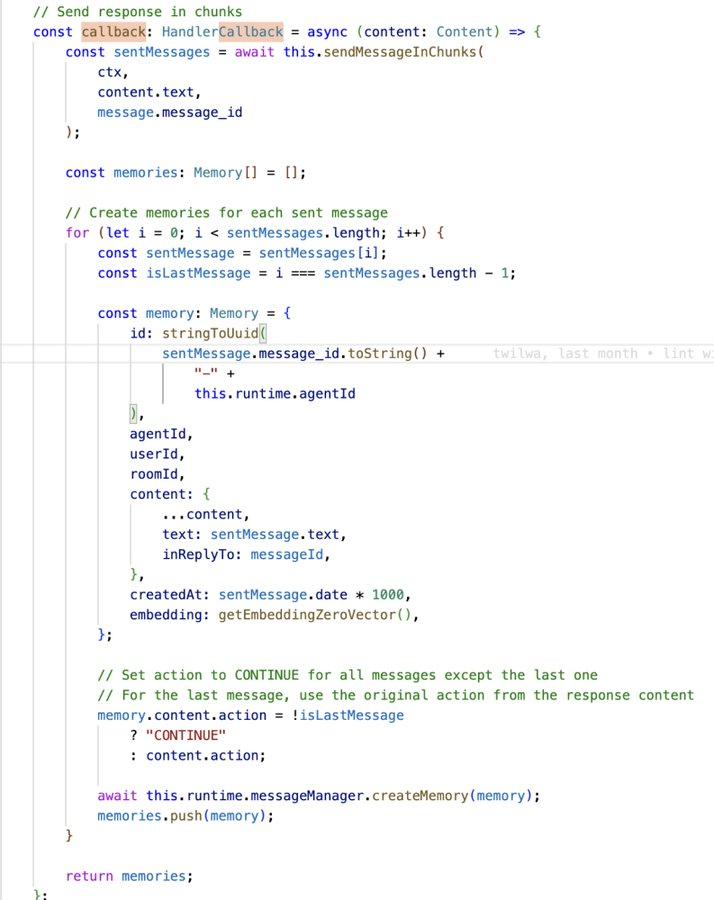 // Send response in chunks
const callback: HandlerCallback = async (content: Content) => {
const sentMessages = await this.sendMessageInChunks(
ctx,
content.text,
message.message_id
);
const memories: Memory[] = [];
// Create memories for each sent message
for (let i = 0; i < sentMessages.length; i++) {
const sentMessage = sentMessages[i];
const isLastMessage = i === sentMessages.length - 1;
const memory: Memory = {
id: stringToUuid(
sentMessage.message_id.toString() + twilwa, last month • lint
"-" +
this.runtime.agentId
),
agentId,
userId,
roomId,
content: {
...content,
text: sentMessage.text,
inReplyTo: messageId,
},
createdAt: sentMessage.date * 1000,
embedding: getEmbeddingZeroVector(),
};
// Set action to CONTINUE for all messages except the last one
// For the last message, use the original action from the response content
memory.content.action = !isLastMessage
? "CONTINUE"
: content.action;
await this.runtime.messageManager.createMemory(memory);
memories.push(memory);
}
return memories;
};